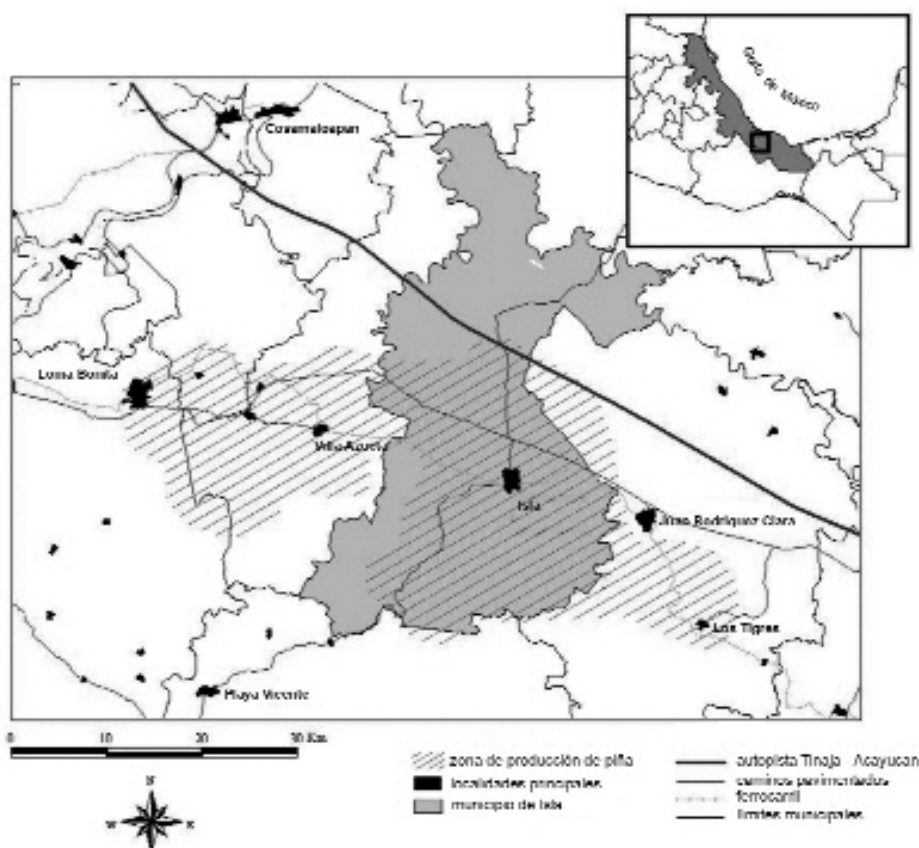 Golfo de México
Cosamaloapan
Loma Bonita
Villa Azueta
Isla
Juan Rodríguez Clara
Los Tigres
Playa Vicente
0 10 20 30 Km
zona de producción de piña
localidades principales
municipio de Isla
autopista Tinaja - Acayucan
caminos pavimentados
ferrocarril
límites municipales
N
W E
S